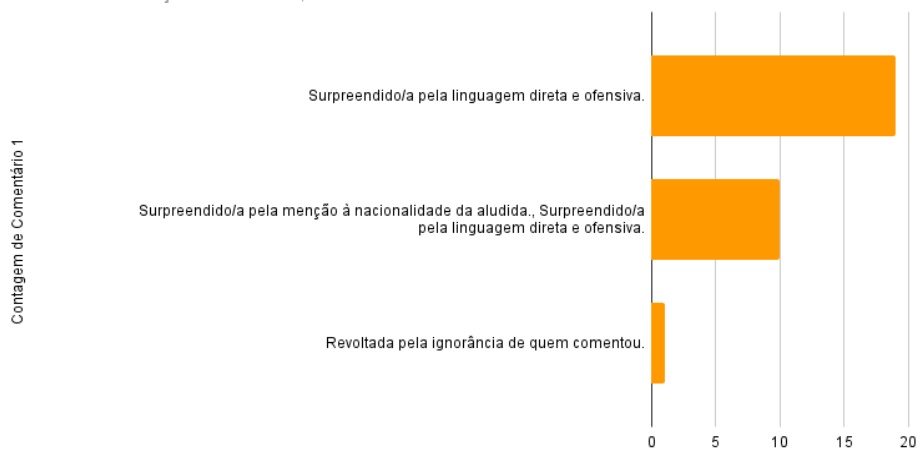 Surpreendido/a pela linguagem direta e ofensiva.
Surpreendido/a pela menção à nacionalidade da aludida., Surpreendido/a
pela linguagem direta e ofensiva.
Revoltada pela ignorância de quem comentou.
Contagem de Comentário 1
0 5 10 15 20